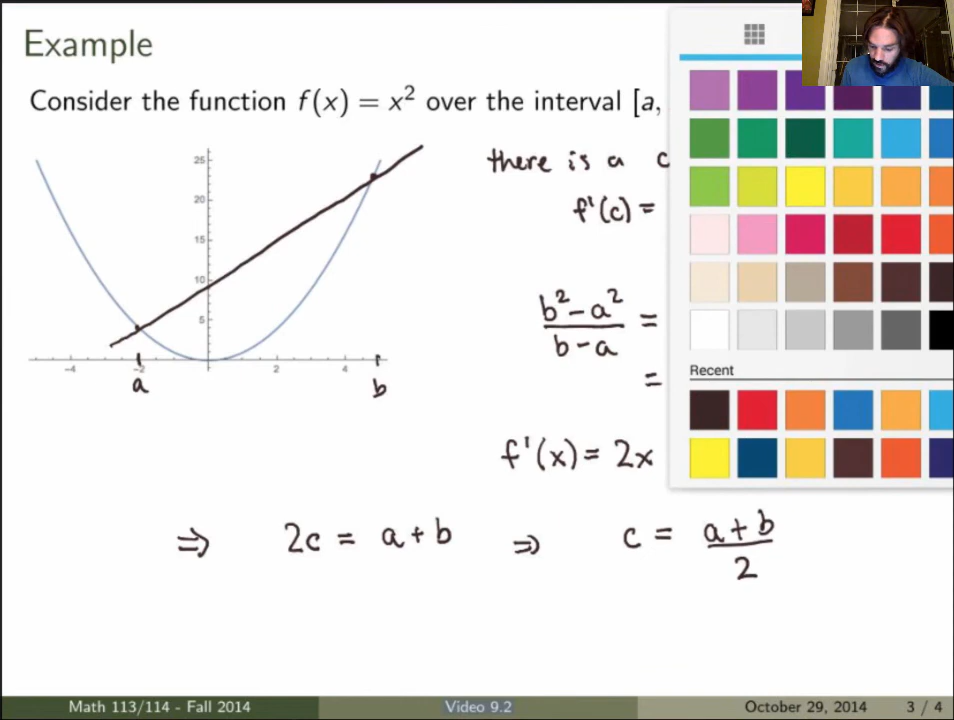 Example
Consider the function f(x) = x² over the interval [a,
there is a c
f'(c) =
25
20
15
10
5
-4 -2 2 4
a b
b² - a² / b - a =
=
Recent
f'(x) = 2x
⇒ 2c = a + b ⇒ c = a + b / 2
Math 113/114 - Fall 2014 Video 9.2 October 29, 2014 3 / 4